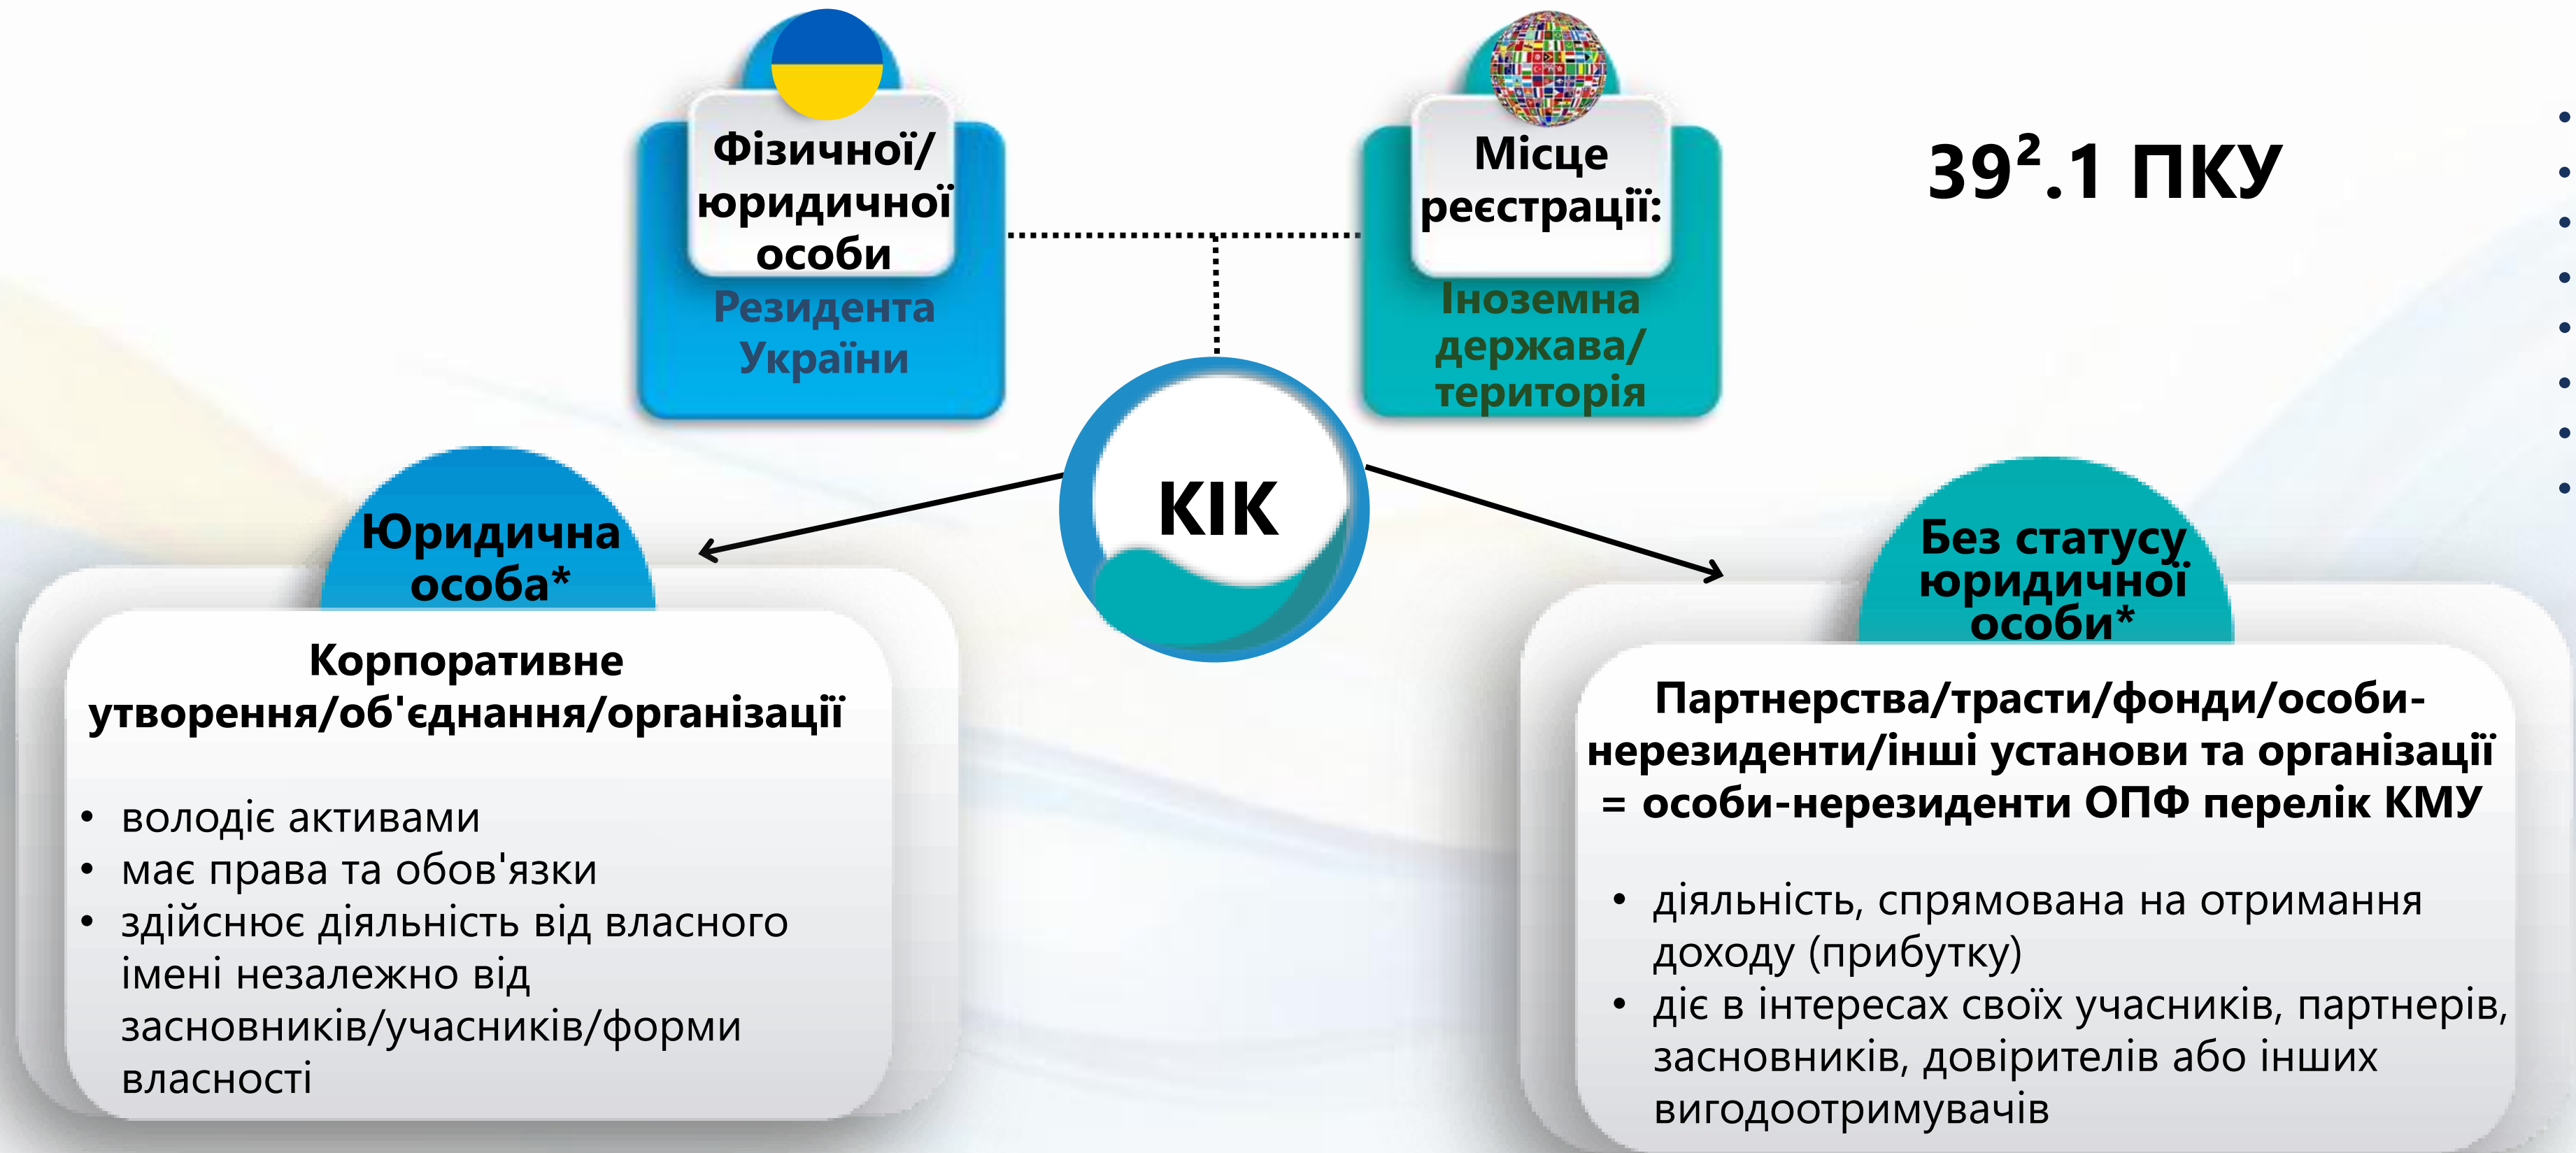 Фізичної/
юридичної
особи
Резидента
України
Місце
реєстрації:
Іноземна
держава/
територія
39².1 ПКУ
КІК
Юридична
особа*
Корпоративне
утворення/об'єднання/організації
• володіє активами
• має права та обов'язки
• здійснює діяльність від власного
імені незалежно від
засновників/учасників/форми
власності
Без статусу
юридичної
особи*
Партнерства/трасти/фонди/особи-
нерезиденти/інші установи та організації
= особи-нерезиденти ОПФ перелік КМУ
• діяльність, спрямована на отримання
доходу (прибутку)
• діє в інтересах своїх учасників, партнерів,
засновників, довірителів або інших
вигодоотримувачів